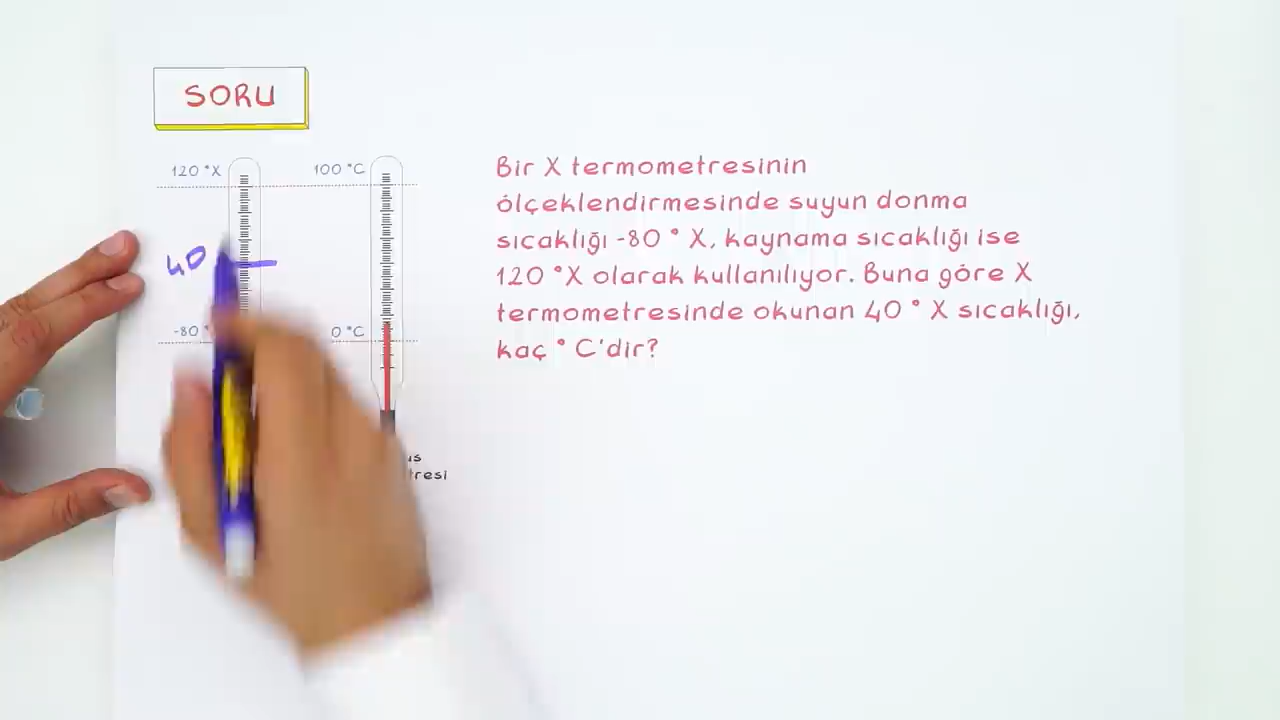 SORU
120 °X
100 °C
40
-80 °
0 °C
Bir X termometresinin
ölçeklendirmesinde suyun donma
sıcaklığı -80 ° X, kaynama sıcaklığı ise
120 °X olarak kullanılıyor. Buna göre X
termometresinde okunan 40 ° X sıcaklığı,
kaç ° C'dir?